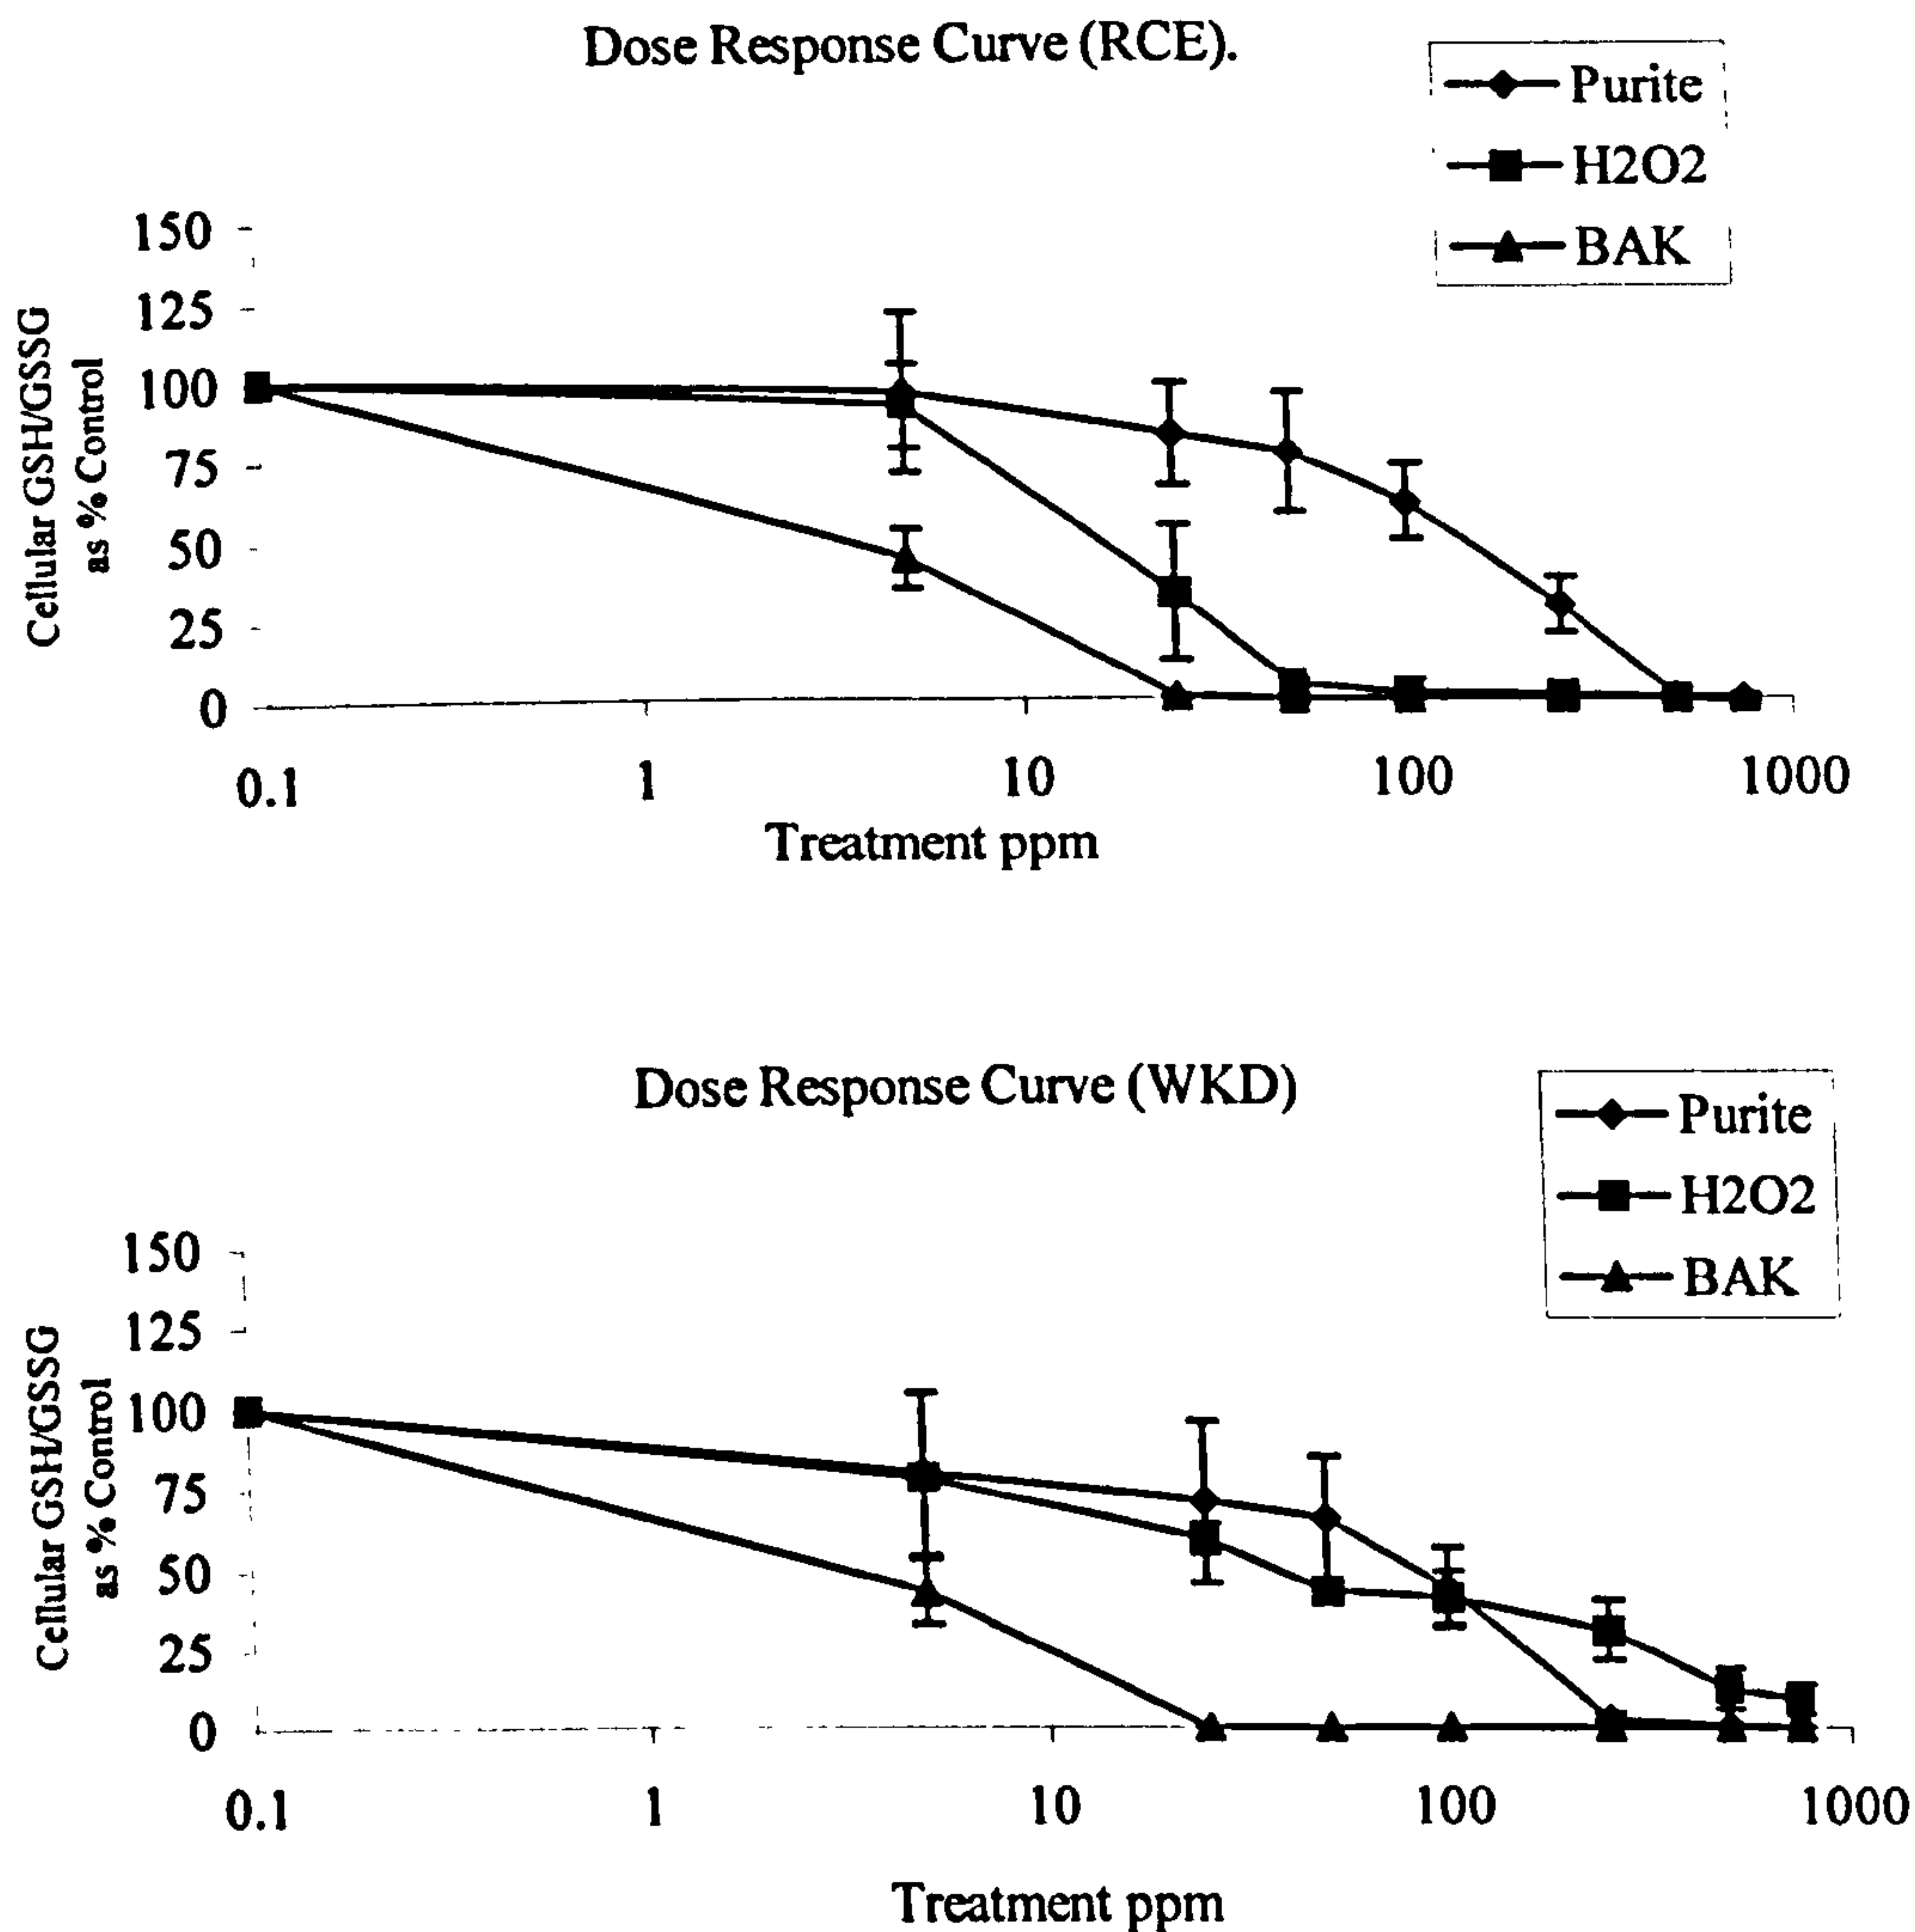 Dose Response Curve (RCE).
Purite
H2O2
BAK
150
125
100
75
50
25
0
Cellular GSH/GSSG
as % Control
0.1 1 10 100 1000
Treatment ppm
Dose Response Curve (WKD)
Purite
H2O2
BAK
150
125
100
75
50
25
0
Cellular GSH/GSSG
as % Control
0.1 1 10 100 1000
Treatment ppm